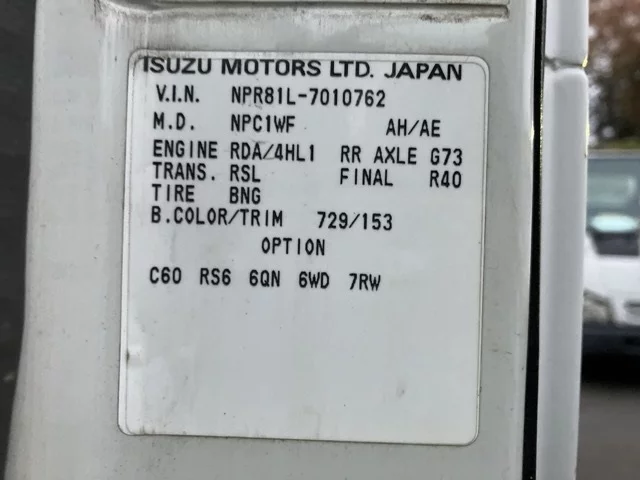 ISUZU MOTORS LTD. JAPAN
V.I.N. NPR81L-7010762
M.D. NPC1WF AH/AE
ENGINE RDA/4HL1 RR AXLE G73
TRANS. RSL FINAL R40
TIRE BNG
B.COLOR/TRIM 729/153
OPTION
C60 RS6 6QN 6WD 7RW